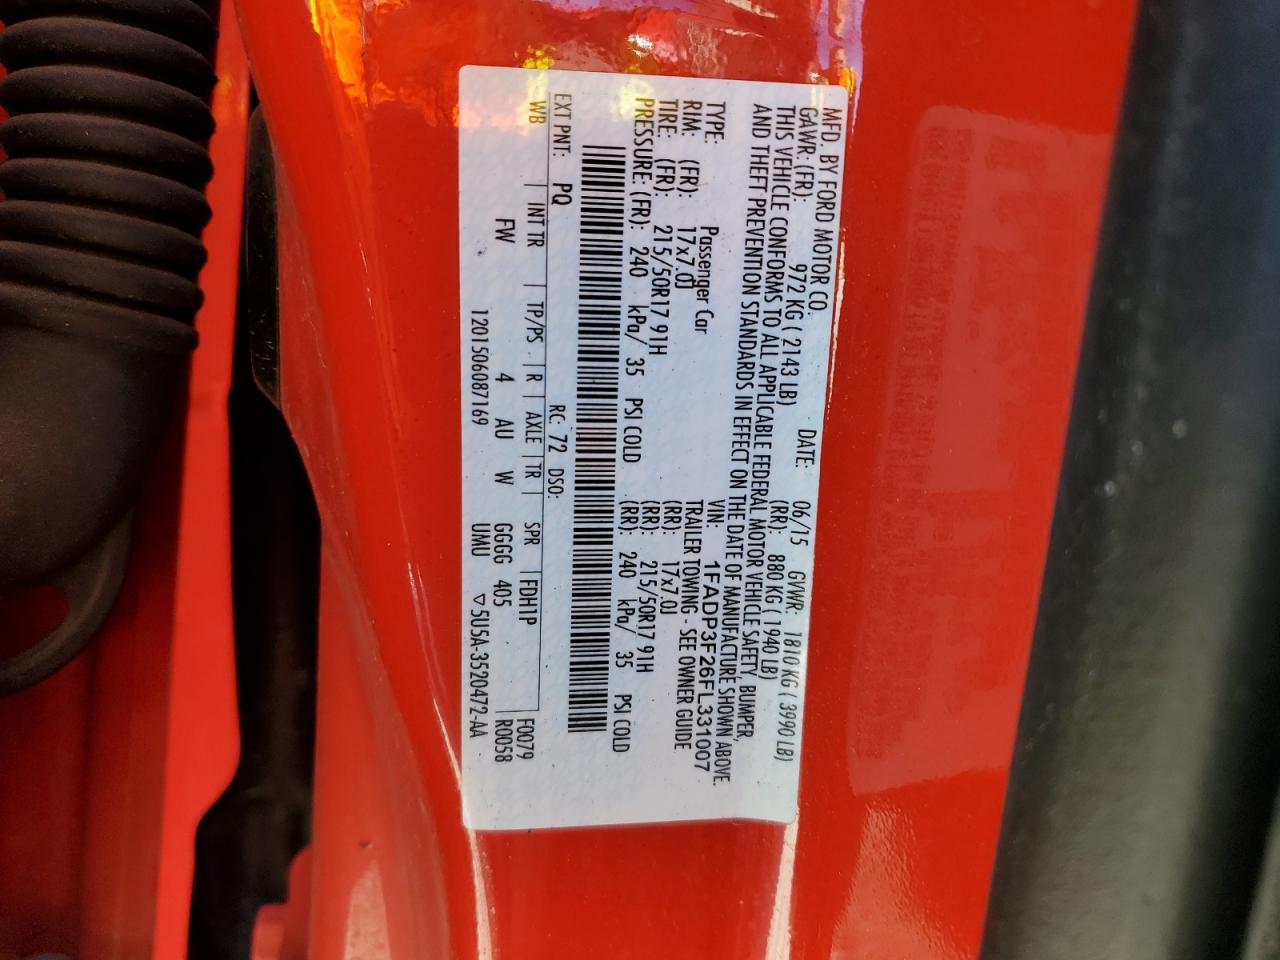 MFD. BY FORD MOTOR CO.
DATE: 06/15 GVWR: 1810 KG ( 3990 LB)
GAWR: (FR): 972 KG ( 2143 LB) (RR): 880 KG ( 1940 LB)
THIS VEHICLE CONFORMS TO ALL APPLICABLE FEDERAL MOTOR VEHICLE SAFETY, BUMPER,
AND THEFT PREVENTION STANDARDS IN EFFECT ON THE DATE OF MANUFACTURE SHOWN ABOVE.
VIN: 1FADP3F26FL331007
TYPE: Passenger Car TRAILER TOWING - SEE OWNER GUIDE
RIM: (FR): 17x7.0J (RR): 17x7.0J
TIRE: (FR): 215/50R17 91H (RR): 215/50R17 91H
PRESSURE: (FR): 240 kPa/ 35 PSI COLD (RR): 240 kPa/ 35 PSI COLD
EXT PNT: PQ RC: 72 DSO:
WB INT TR TP/PS R AXLE TR SPR FDH1P F0079
FW 4 AU W GGGG 405 R0058
1201506087169 UMU ▽5U5A-3520472-AA